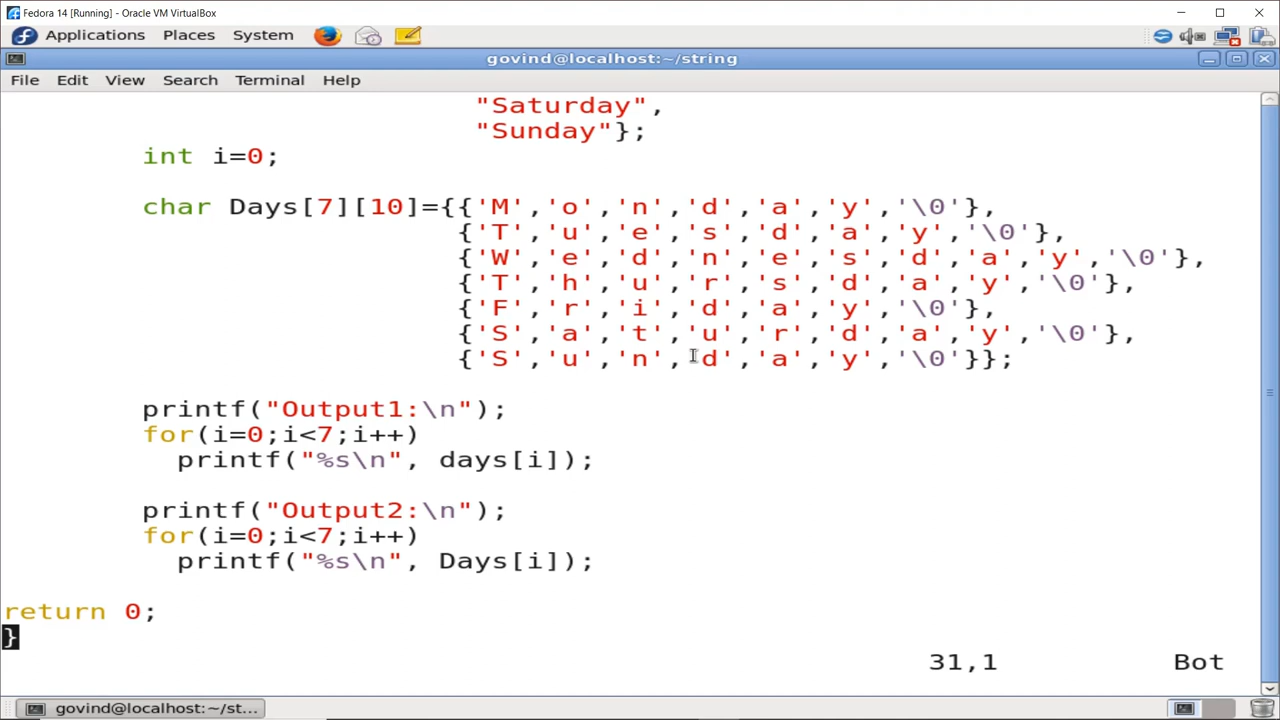 Fedora 14 [Running] - Oracle VM VirtualBox
Applications Places System
govind@localhost:~/string
File Edit View Search Terminal Help
"Saturday",
"Sunday"};
int i=0;
char Days[7][10]={{'M','o','n','d','a','y','\0'},
{'T','u','e','s','d','a','y','\0'},
{'W','e','d','n','e','s','d','a','y','\0'},
{'T','h','u','r','s','d','a','y','\0'},
{'F','r','i','d','a','y','\0'},
{'S','a','t','u','r','d','a','y','\0'},
{'S','u','n','d','a','y','\0'}};
printf("Output1:\n");
for(i=0;i<7;i++)
printf("%s\n", days[i]);
printf("Output2:\n");
for(i=0;i<7;i++)
printf("%s\n", Days[i]);
return 0;
}
31,1 Bot
govind@localhost:~/st...